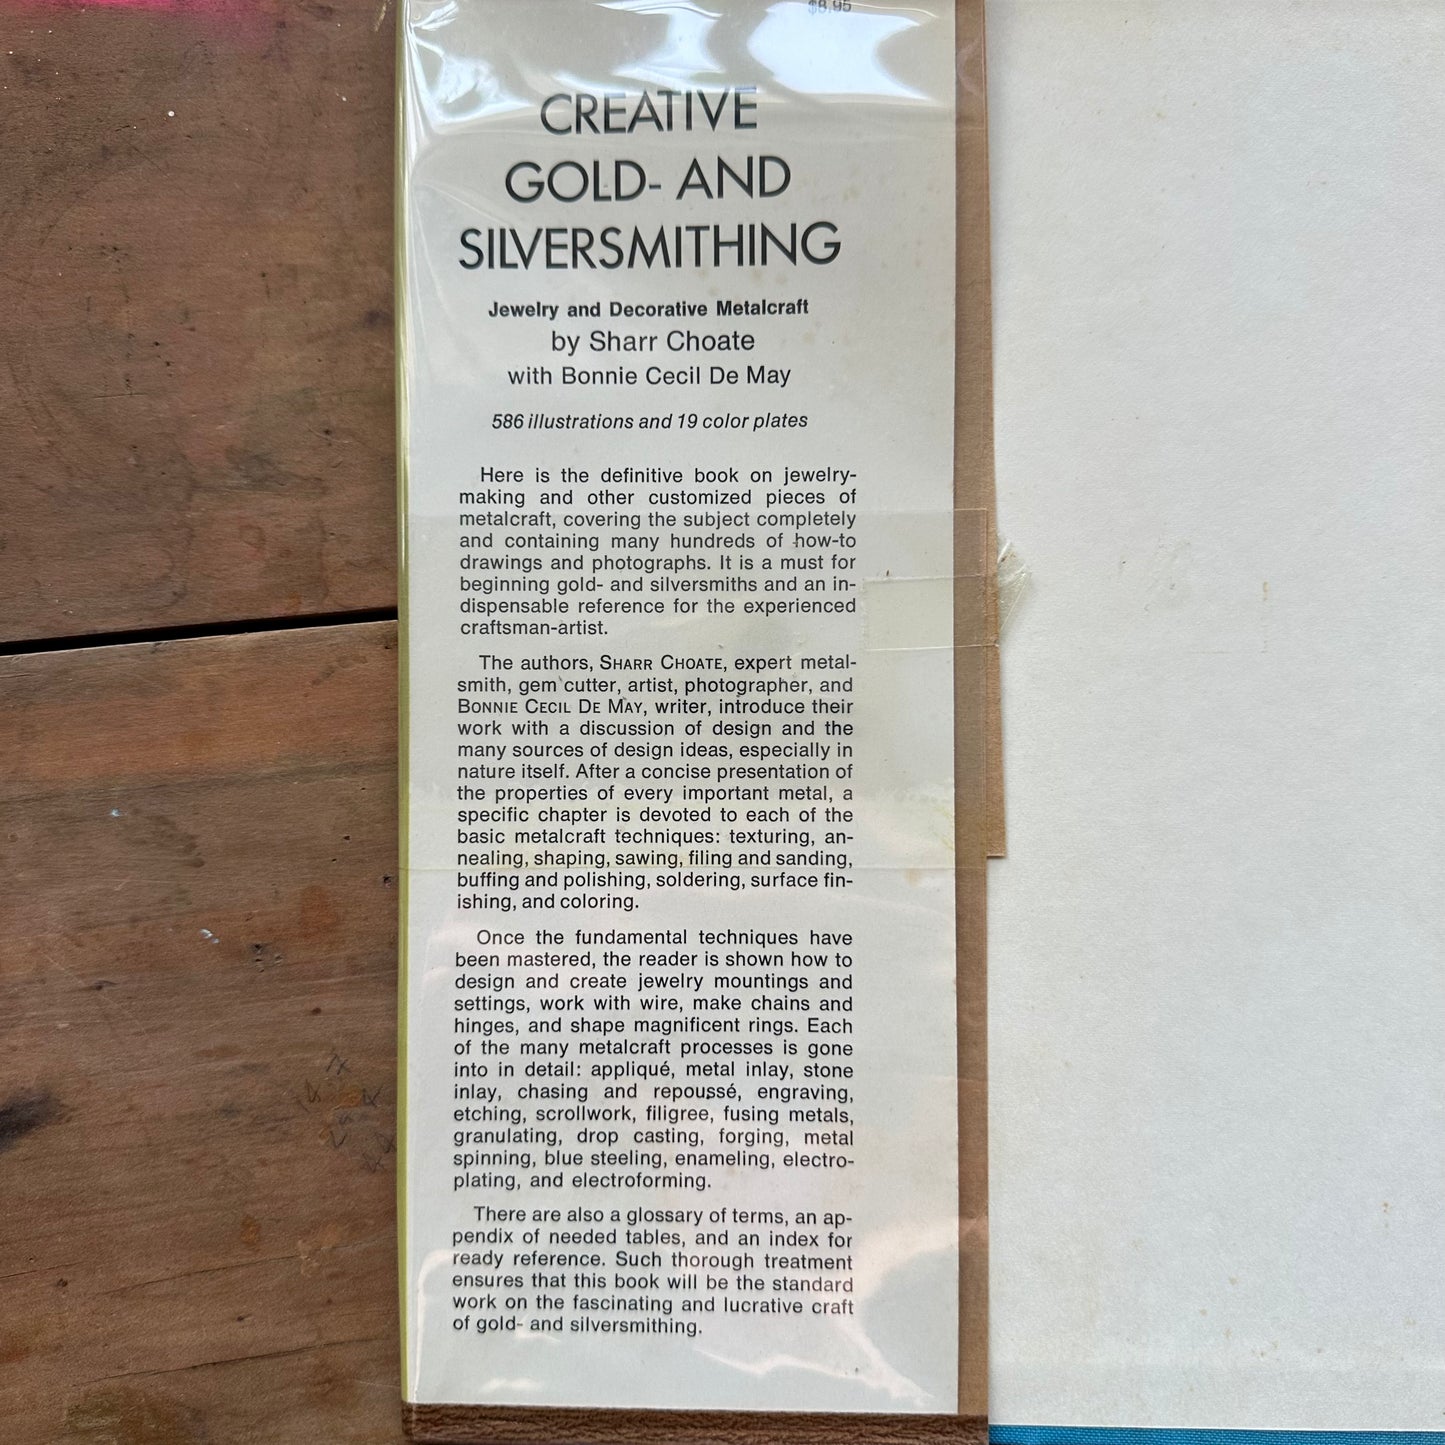 $8.95
CREATIVE
GOLD- AND
SILVERSMITHING
Jewelry and Decorative Metalcraft
by Sharr Choate
with Bonnie Cecil De May
586 illustrations and 19 color plates
Here is the definitive book on jewelry-
making and other customized pieces of
metalcraft, covering the subject completely
and containing many hundreds of how-to
drawings and photographs. It is a must for
beginning gold- and silversmiths and an in-
dispensable reference for the experienced
craftsman-artist.
The authors, SHARR CHOATE, expert metal-
smith, gem cutter, artist, photographer, and
BONNIE CECIL DE MAY, writer, introduce their
work with a discussion of design and the
many sources of design ideas, especially in
nature itself. After a concise presentation of
the properties of every important metal, a
specific chapter is devoted to each of the
basic metalcraft techniques: texturing, an-
nealing, shaping, sawing, filing and sanding,
buffing and polishing, soldering, surface fin-
ishing, and coloring.
Once the fundamental techniques have
been mastered, the reader is shown how to
design and create jewelry mountings and
settings, work with wire, make chains and
hinges, and shape magnificent rings. Each
of the many metalcraft processes is gone
into in detail: appliqué, metal inlay, stone
inlay, chasing and repoussé, engraving,
etching, scrollwork, filigree, fusing metals,
granulating, drop casting, forging, metal
spinning, blue steeling, enameling, electro-
plating, and electroforming.
There are also a glossary of terms, an ap-
pendix of needed tables, and an index for
ready reference. Such thorough treatment
ensures that this book will be the standard
work on the fascinating and lucrative craft
of gold- and silversmithing.